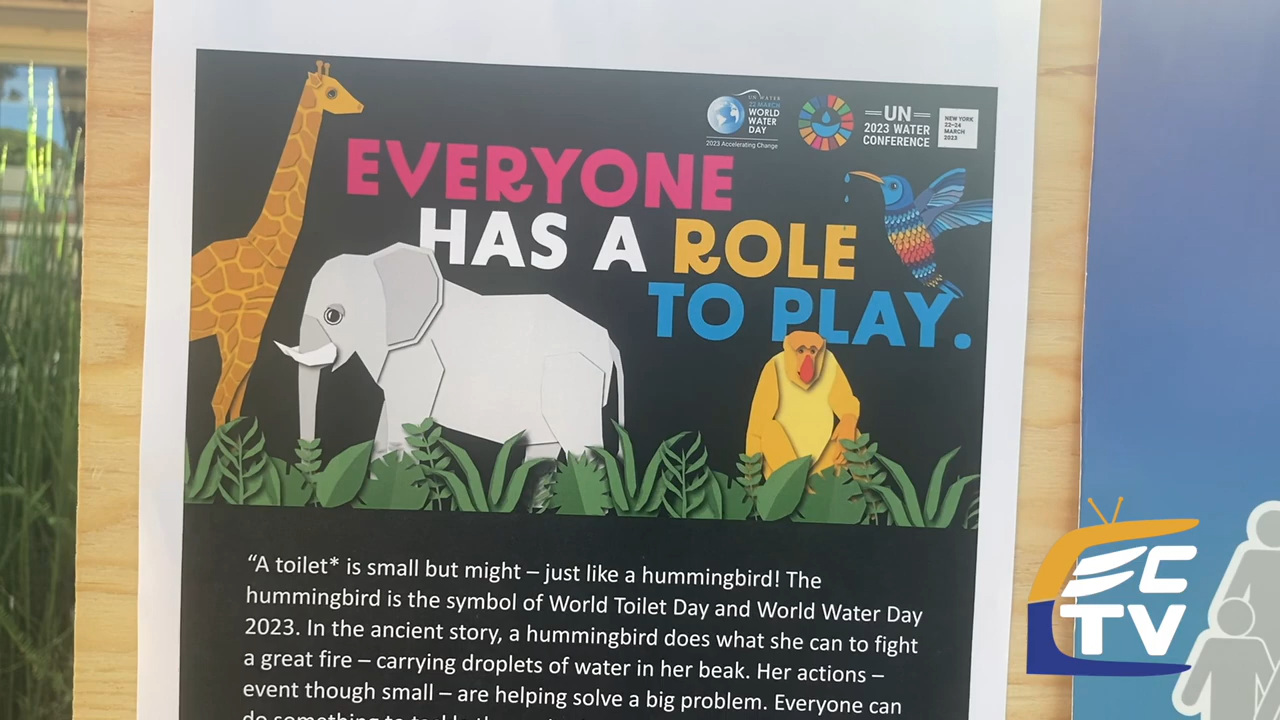 UN WATER
22 MARCH
WORLD
WATER
DAY
2023 Accelerating Change
UN
2023 WATER
CONFERENCE
NEW YORK
22–24
MARCH
2023
EVERYONE
HAS A ROLE
TO PLAY.
“A toilet* is small but might – just like a hummingbird! The
hummingbird is the symbol of World Toilet Day and World Water Day
2023. In the ancient story, a hummingbird does what she can to fight
a great fire – carrying droplets of water in her beak. Her actions –
event though small – are helping solve a big problem. Everyone can
do something to
ECTV